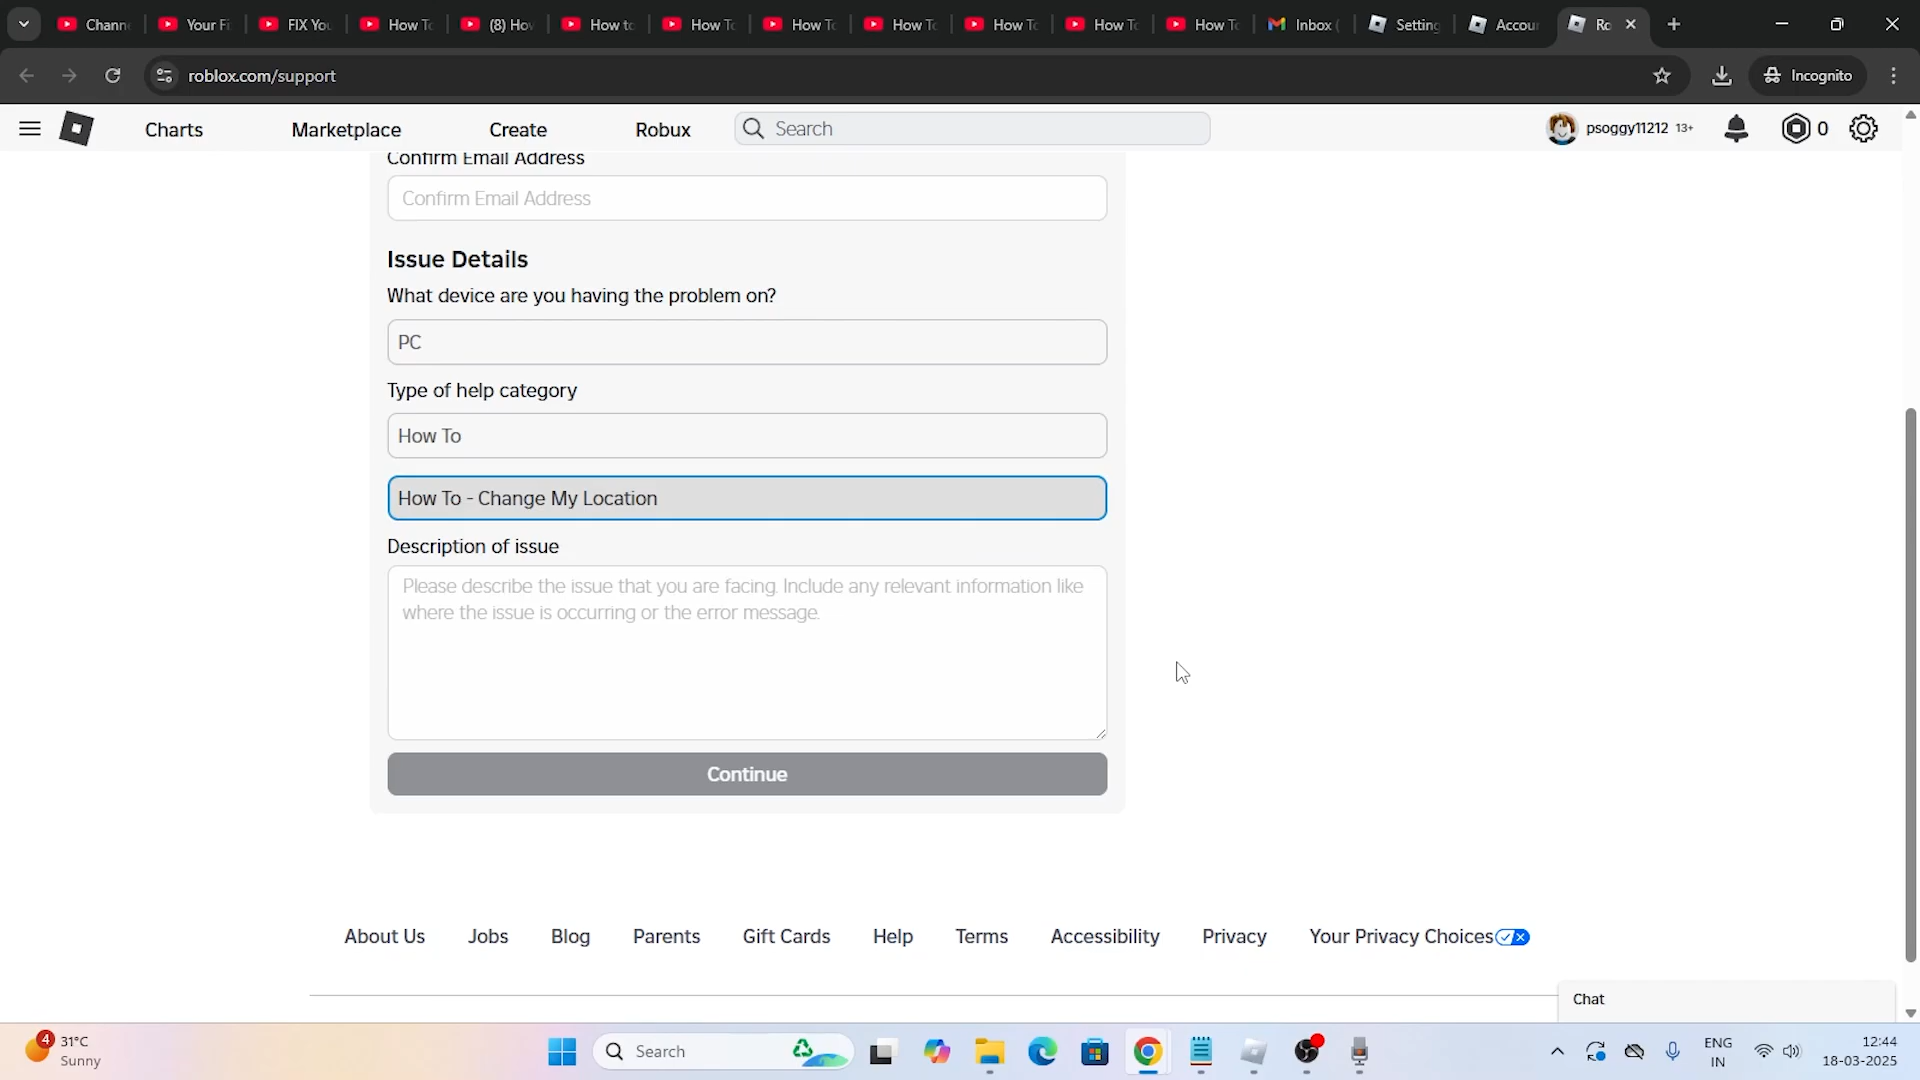 Chann
Your Fi
FIX You
How To
(8) How
How to
How To
How To
How To
How To
How To
How To
Inbox (
Setting
Accou
Ro
roblox.com/support
Incognito
Charts
Marketplace
Create
Robux
Search
psoggy11212 13+
0
Confirm Email Address
Confirm Email Address
Issue Details
What device are you having the problem on?
PC
Type of help category
How To
How To - Change My Location
Description of issue
Please describe the issue that you are facing. Include any relevant information like
where the issue is occurring or the error message.
Continue
About Us
Jobs
Blog
Parents
Gift Cards
Help
Terms
Accessibility
Privacy
Your Privacy Choices
Chat
4
31°C
Sunny
Search
ENG
IN
12:44
18-03-2025